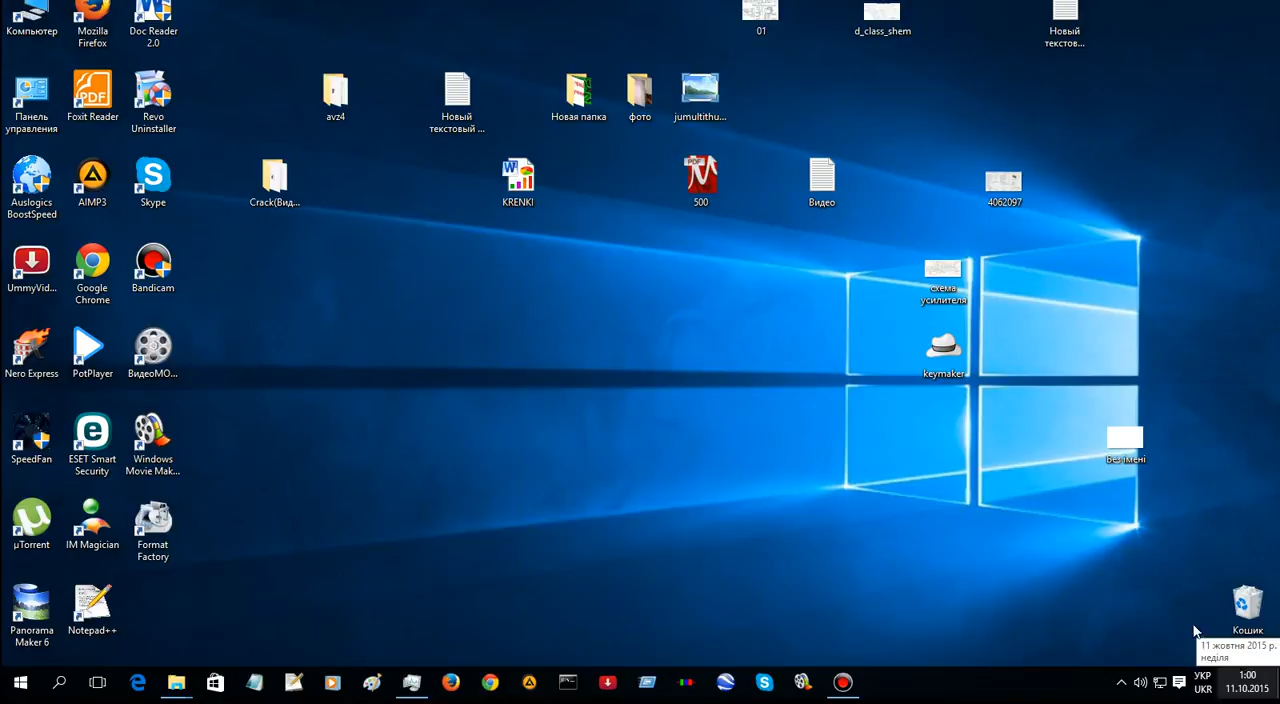 Компьютер
Mozilla
Firefox
Doc Reader
2.0
01
d_class_shem
Новый
текстов...
Панель
управления
Foxit Reader
Revo
Uninstaller
avz4
Новый
текстовый ...
Новая папка
фото
jumultithu...
Auslogics
BoostSpeed
AIMP3
Skype
Crack(Вид...
KRENKI
500
Видео
4062097
UmmyVid...
Google
Chrome
Bandicam
схема
усилителя
Nero Express
PotPlayer
ВидеоМО...
keymaker
SpeedFan
ESET Smart
Security
Windows
Movie Mak...
Без імені
µTorrent
IM Magician
Format
Factory
Panorama
Maker 6
Notepad++
Кошик
11 жовтня 2015 р.
неділя
УКР
UKR
1:00
11.10.2015